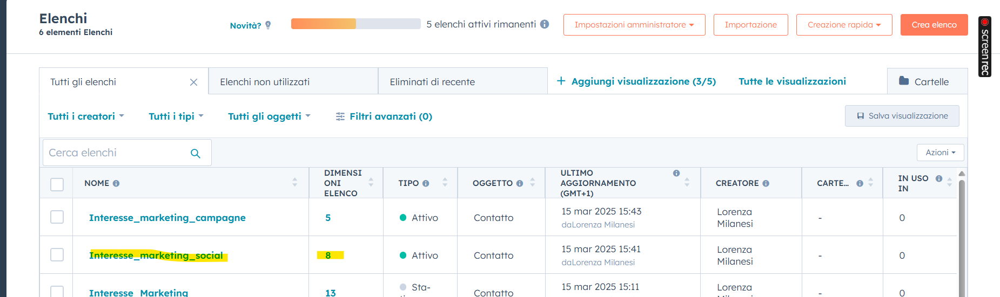 Elenchi
6 elementi Elenchi
Novità?
5 elenchi attivi rimanenti
Impostazioni amministratore
Importazione
Creazione rapida
Crea elenco
screenrec
Tutti gli elenchi
Elenchi non utilizzati
Eliminati di recente
+ Aggiungi visualizzazione (3/5)
Tutte le visualizzazioni
Cartelle
Tutti i creatori
Tutti i tipi
Tutti gli oggetti
Filtri avanzati (0)
Salva visualizzazione
Cerca elenchi
Azioni
NOME
DIMENSI
ONI
ELENCO
TIPO
OGGETTO
ULTIMO
AGGIORNAMENTO
(GMT+1)
CREATORE
CARTE...
IN USO
IN
Interesse_marketing_campagne
5
Attivo
Contatto
15 mar 2025 15:43
daLorenza Milanesi
Lorenza
Milanesi
-
0
Interesse_marketing_social
8
Attivo
Contatto
15 mar 2025 15:41
daLorenza Milanesi
Lorenza
Milanesi
-
0
Interesse_Marketing
13
Sta-
Contatto
15 mar 2025 15:11
Lorenza
-
0